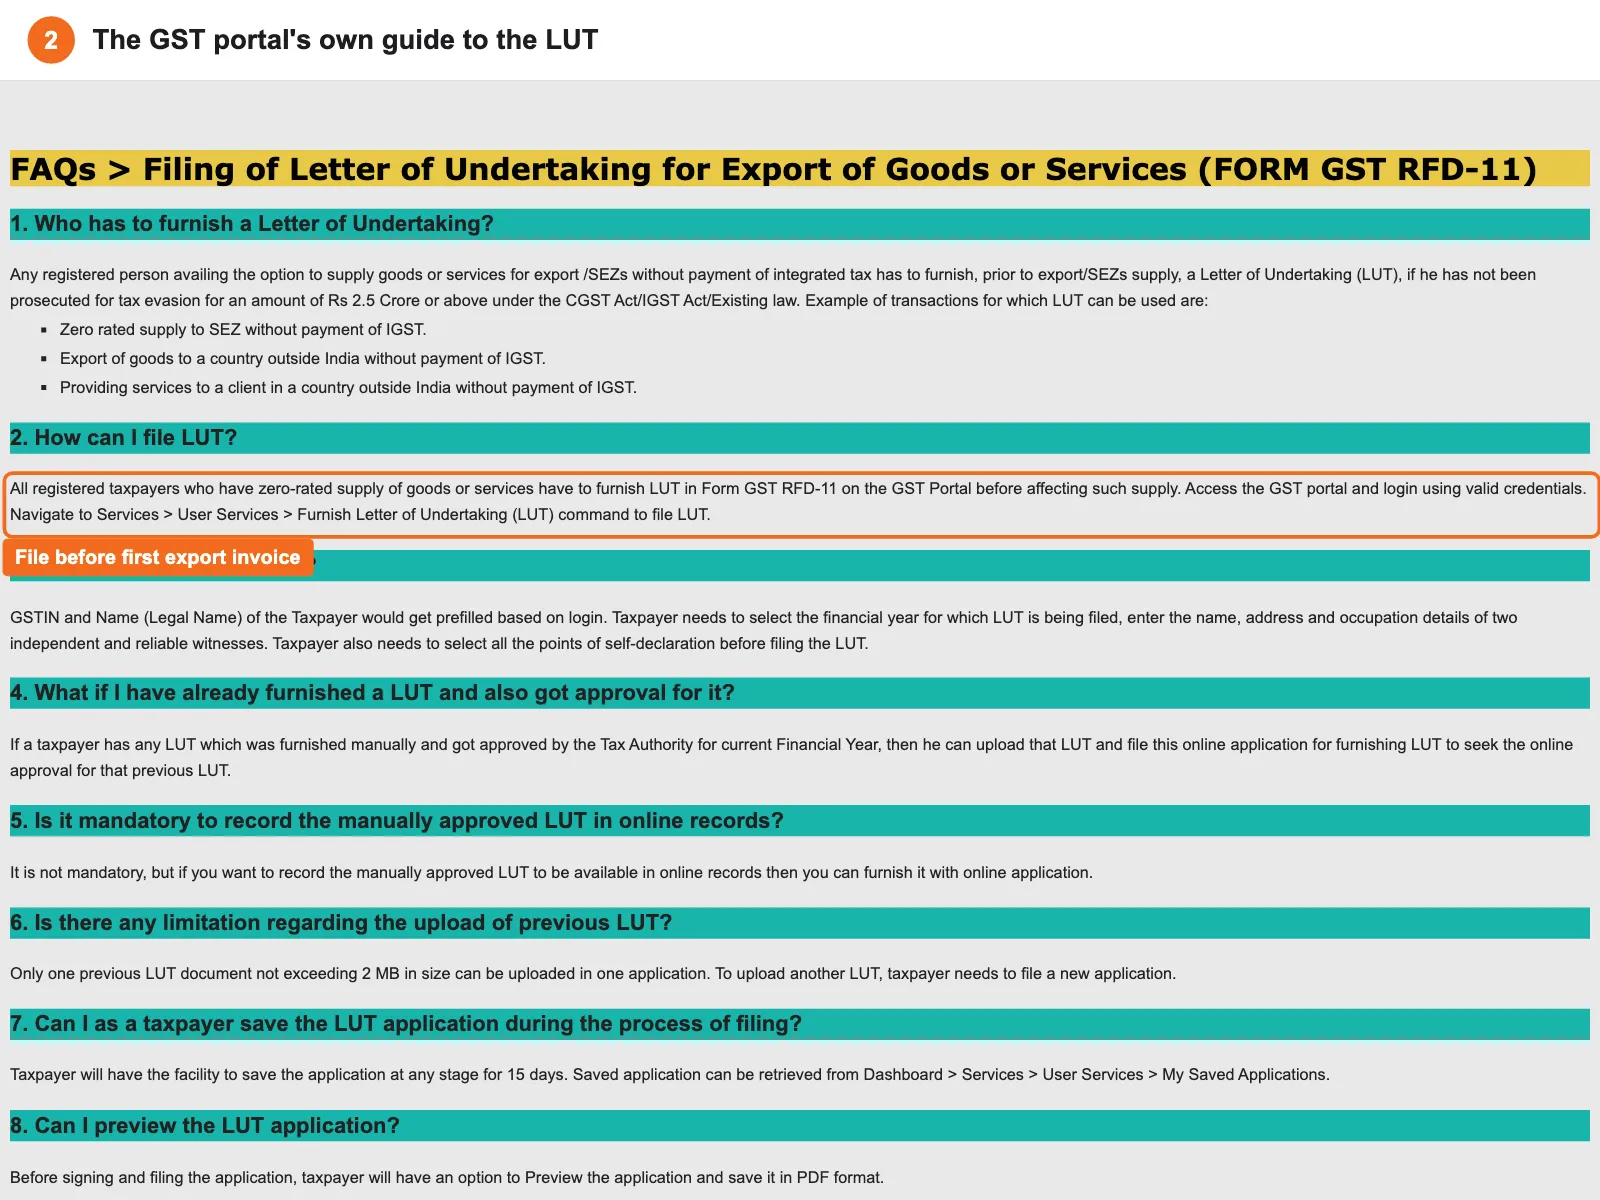 2 The GST portal's own guide to the LUT
FAQs > Filing of Letter of Undertaking for Export of Goods or Services (FORM GST RFD-11)
1. Who has to furnish a Letter of Undertaking?
Any registered person availing the option to supply goods or services for export /SEZs without payment of integrated tax has to furnish, prior to export/SEZs supply, a Letter of Undertaking (LUT), if he has not been
prosecuted for tax evasion for an amount of Rs 2.5 Crore or above under the CGST Act/IGST Act/Existing law. Example of transactions for which LUT can be used are:
▪ Zero rated supply to SEZ without payment of IGST.
▪ Export of goods to a country outside India without payment of IGST.
▪ Providing services to a client in a country outside India without payment of IGST.
2. How can I file LUT?
All registered taxpayers who have zero-rated supply of goods or services have to furnish LUT in Form GST RFD-11 on the GST Portal before affecting such supply. Access the GST portal and login using valid credentials.
Navigate to Services > User Services > Furnish Letter of Undertaking (LUT) command to file LUT.
File before first export invoice
GSTIN and Name (Legal Name) of the Taxpayer would get prefilled based on login. Taxpayer needs to select the financial year for which LUT is being filed, enter the name, address and occupation details of two
independent and reliable witnesses. Taxpayer also needs to select all the points of self-declaration before filing the LUT.
4. What if I have already furnished a LUT and also got approval for it?
If a taxpayer has any LUT which was furnished manually and got approved by the Tax Authority for current Financial Year, then he can upload that LUT and file this online application for furnishing LUT to seek the online
approval for that previous LUT.
5. Is it mandatory to record the manually approved LUT in online records?
It is not mandatory, but if you want to record the manually approved LUT to be available in online records then you can furnish it with online application.
6. Is there any limitation regarding the upload of previous LUT?
Only one previous LUT document not exceeding 2 MB in size can be uploaded in one application. To upload another LUT, taxpayer needs to file a new application.
7. Can I as a taxpayer save the LUT application during the process of filing?
Taxpayer will have the facility to save the application at any stage for 15 days. Saved application can be retrieved from Dashboard > Services > User Services > My Saved Applications.
8. Can I preview the LUT application?
Before signing and filing the application, taxpayer will have an option to Preview the application and save it in PDF format.